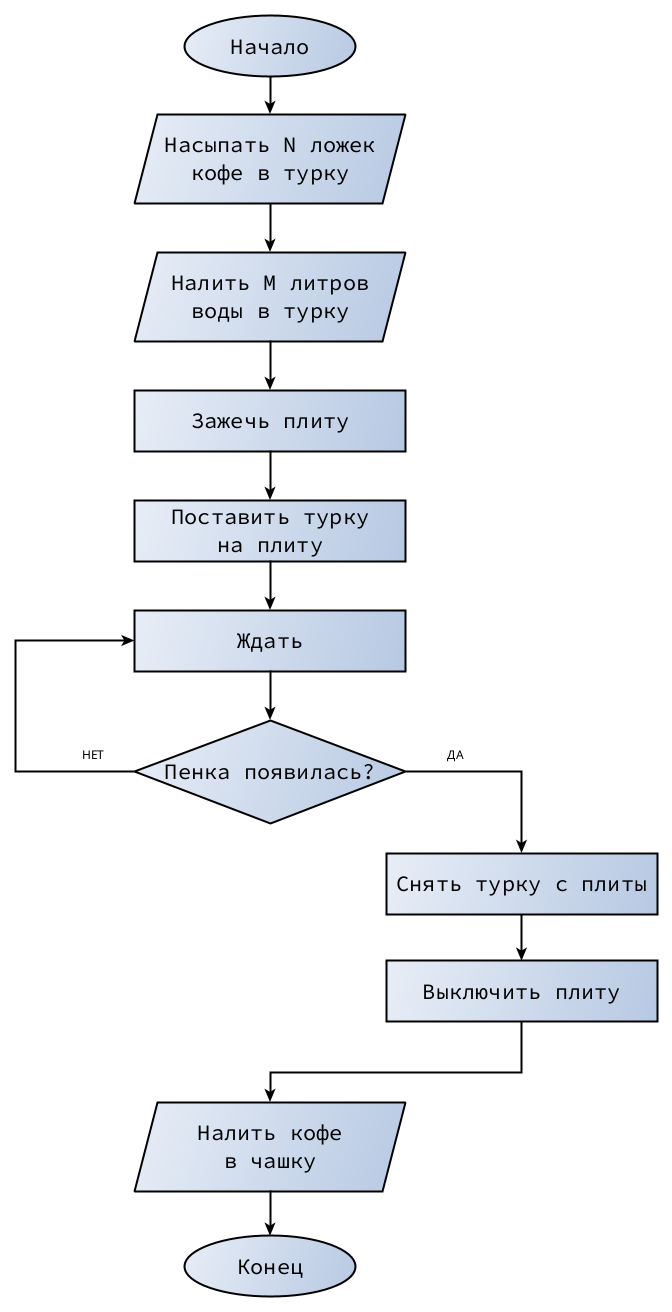 Начало
Насыпать N ложек
кофе в турку
Налить M литров
воды в турку
Зажечь плиту
Поставить турку
на плиту
Ждать
НЕТ
Пенка появилась?
ДА
Снять турку с плиты
Выключить плиту
Налить кофе
в чашку
Конец